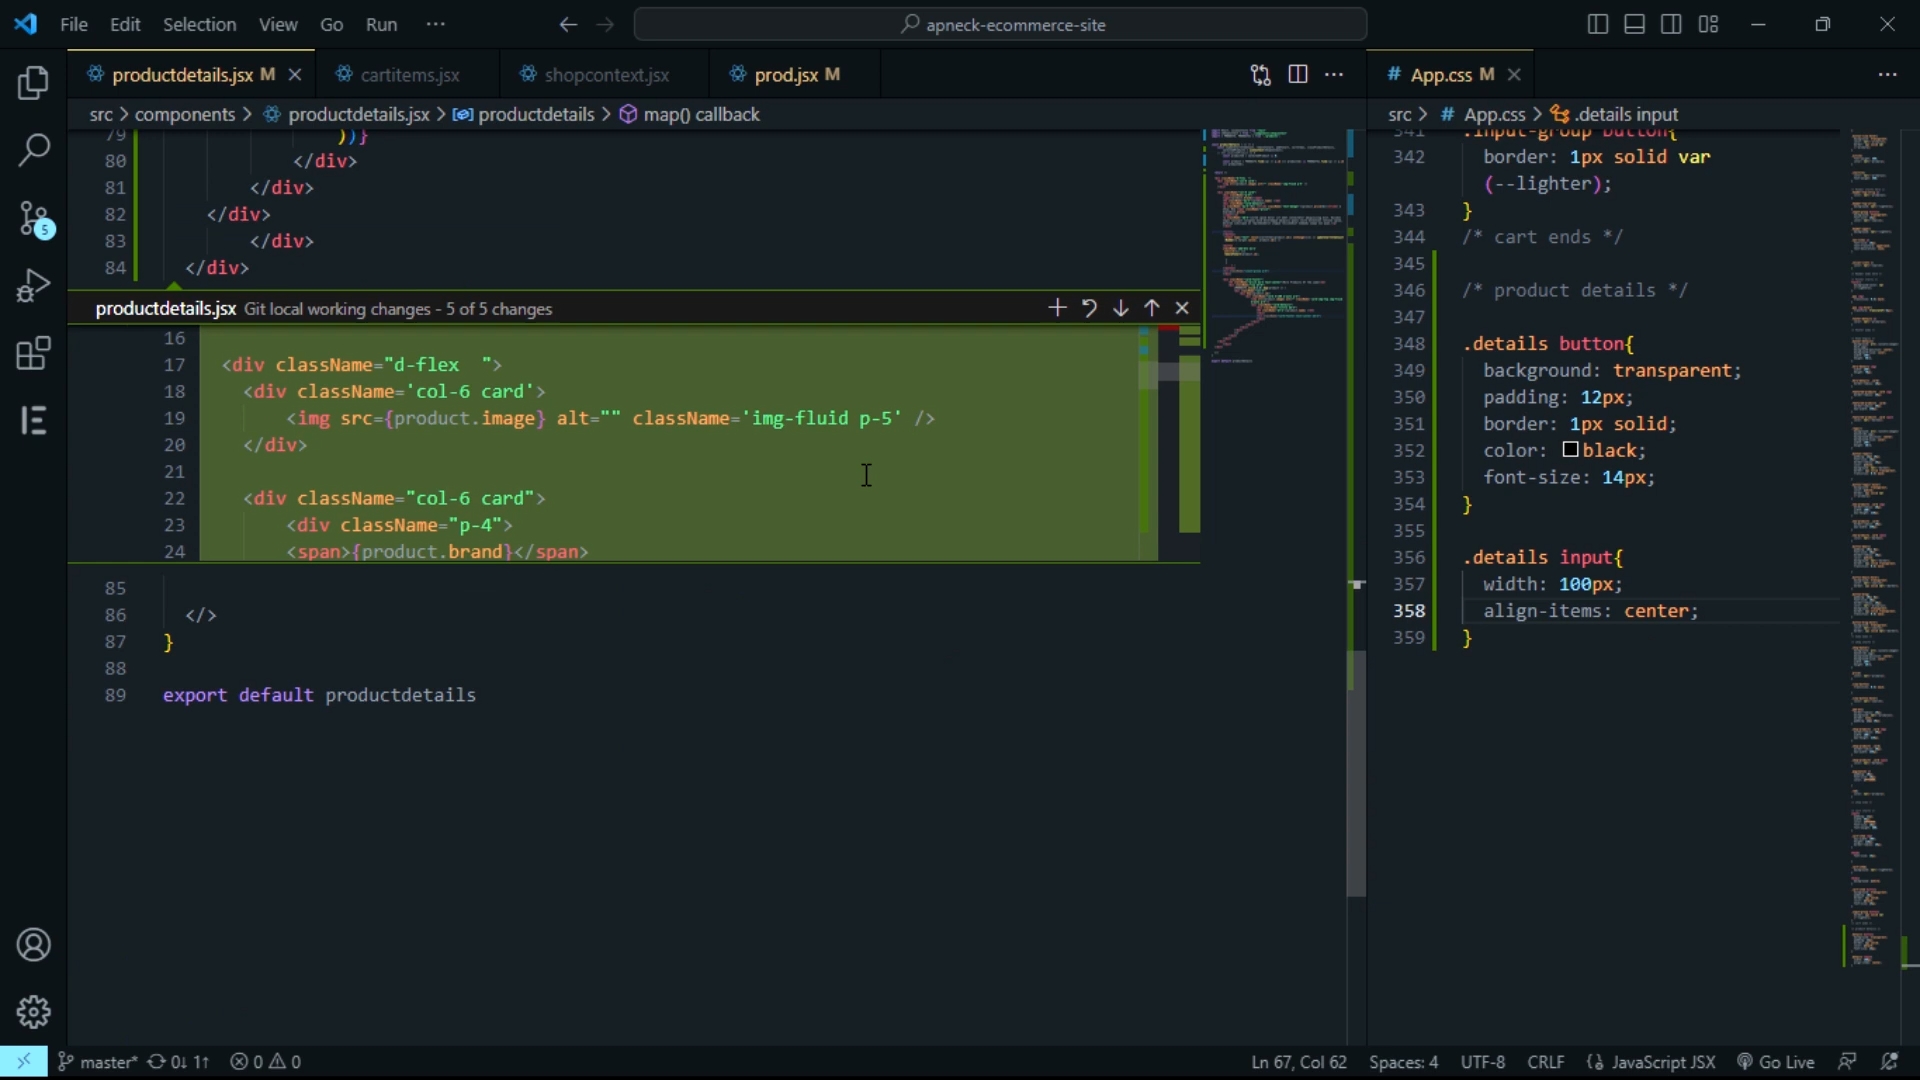 File Edit Selection View Go Run ···
apneck-ecommerce-site
productdetails.jsx M
cartitems.jsx
shopcontext.jsx
prod.jsx M
src > components > productdetails.jsx > productdetails > map() callback
79 ))}
80 </div>
81 </div>
82 </div>
83 </div>
84 </div>
productdetails.jsx Git local working changes - 5 of 5 changes
16
17 <div className="d-flex  ">
18 <div className='col-6 card'>
19 <img src={product.image} alt="" className='img-fluid p-5' />
20 </div>
21
22 <div className="col-6 card">
23 <div className="p-4">
24 <span>{product.brand}</span>
85
86 </>
87 }
88
89 export default productdetails
# App.css M
src > # App.css > .details input
341 .input-group button{
342 border: 1px solid var
(--lighter);
343 }
344 /* cart ends */
345
346 /* product details */
347
348 .details button{
349 background: transparent;
350 padding: 12px;
351 border: 1px solid;
352 color: black;
353 font-size: 14px;
354 }
355
356 .details input{
357 width: 100px;
358 align-items: center;
359 }
5
master* 0↓ 1↑ 0 0
Ln 67, Col 62 Spaces: 4 UTF-8 CRLF {} JavaScript JSX Go Live